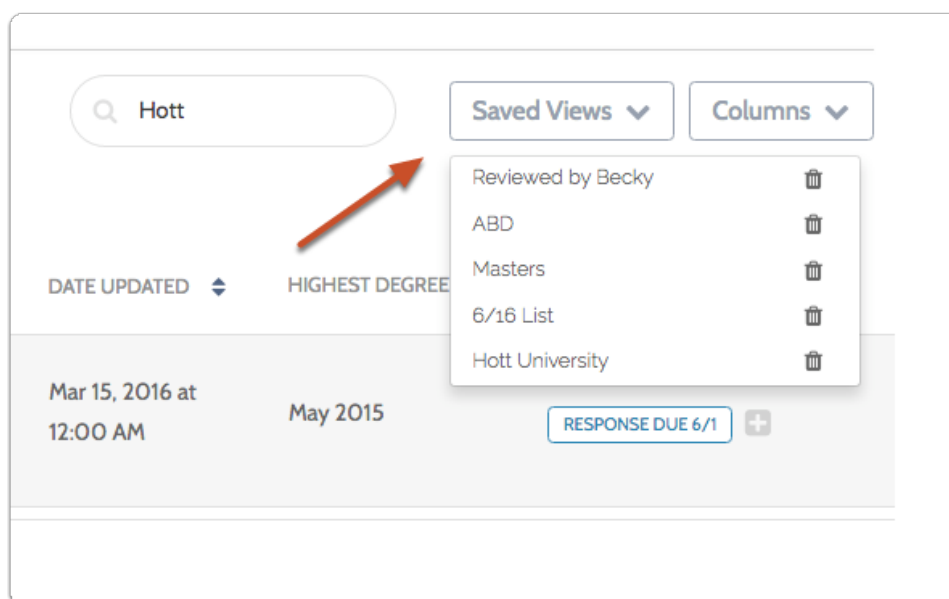 Hott
Saved Views
Columns
Reviewed by Becky
ABD
Masters
6/16 List
Hott University
DATE UPDATED
HIGHEST DEGREE
Mar 15, 2016 at
12:00 AM
May 2015
RESPONSE DUE 6/1